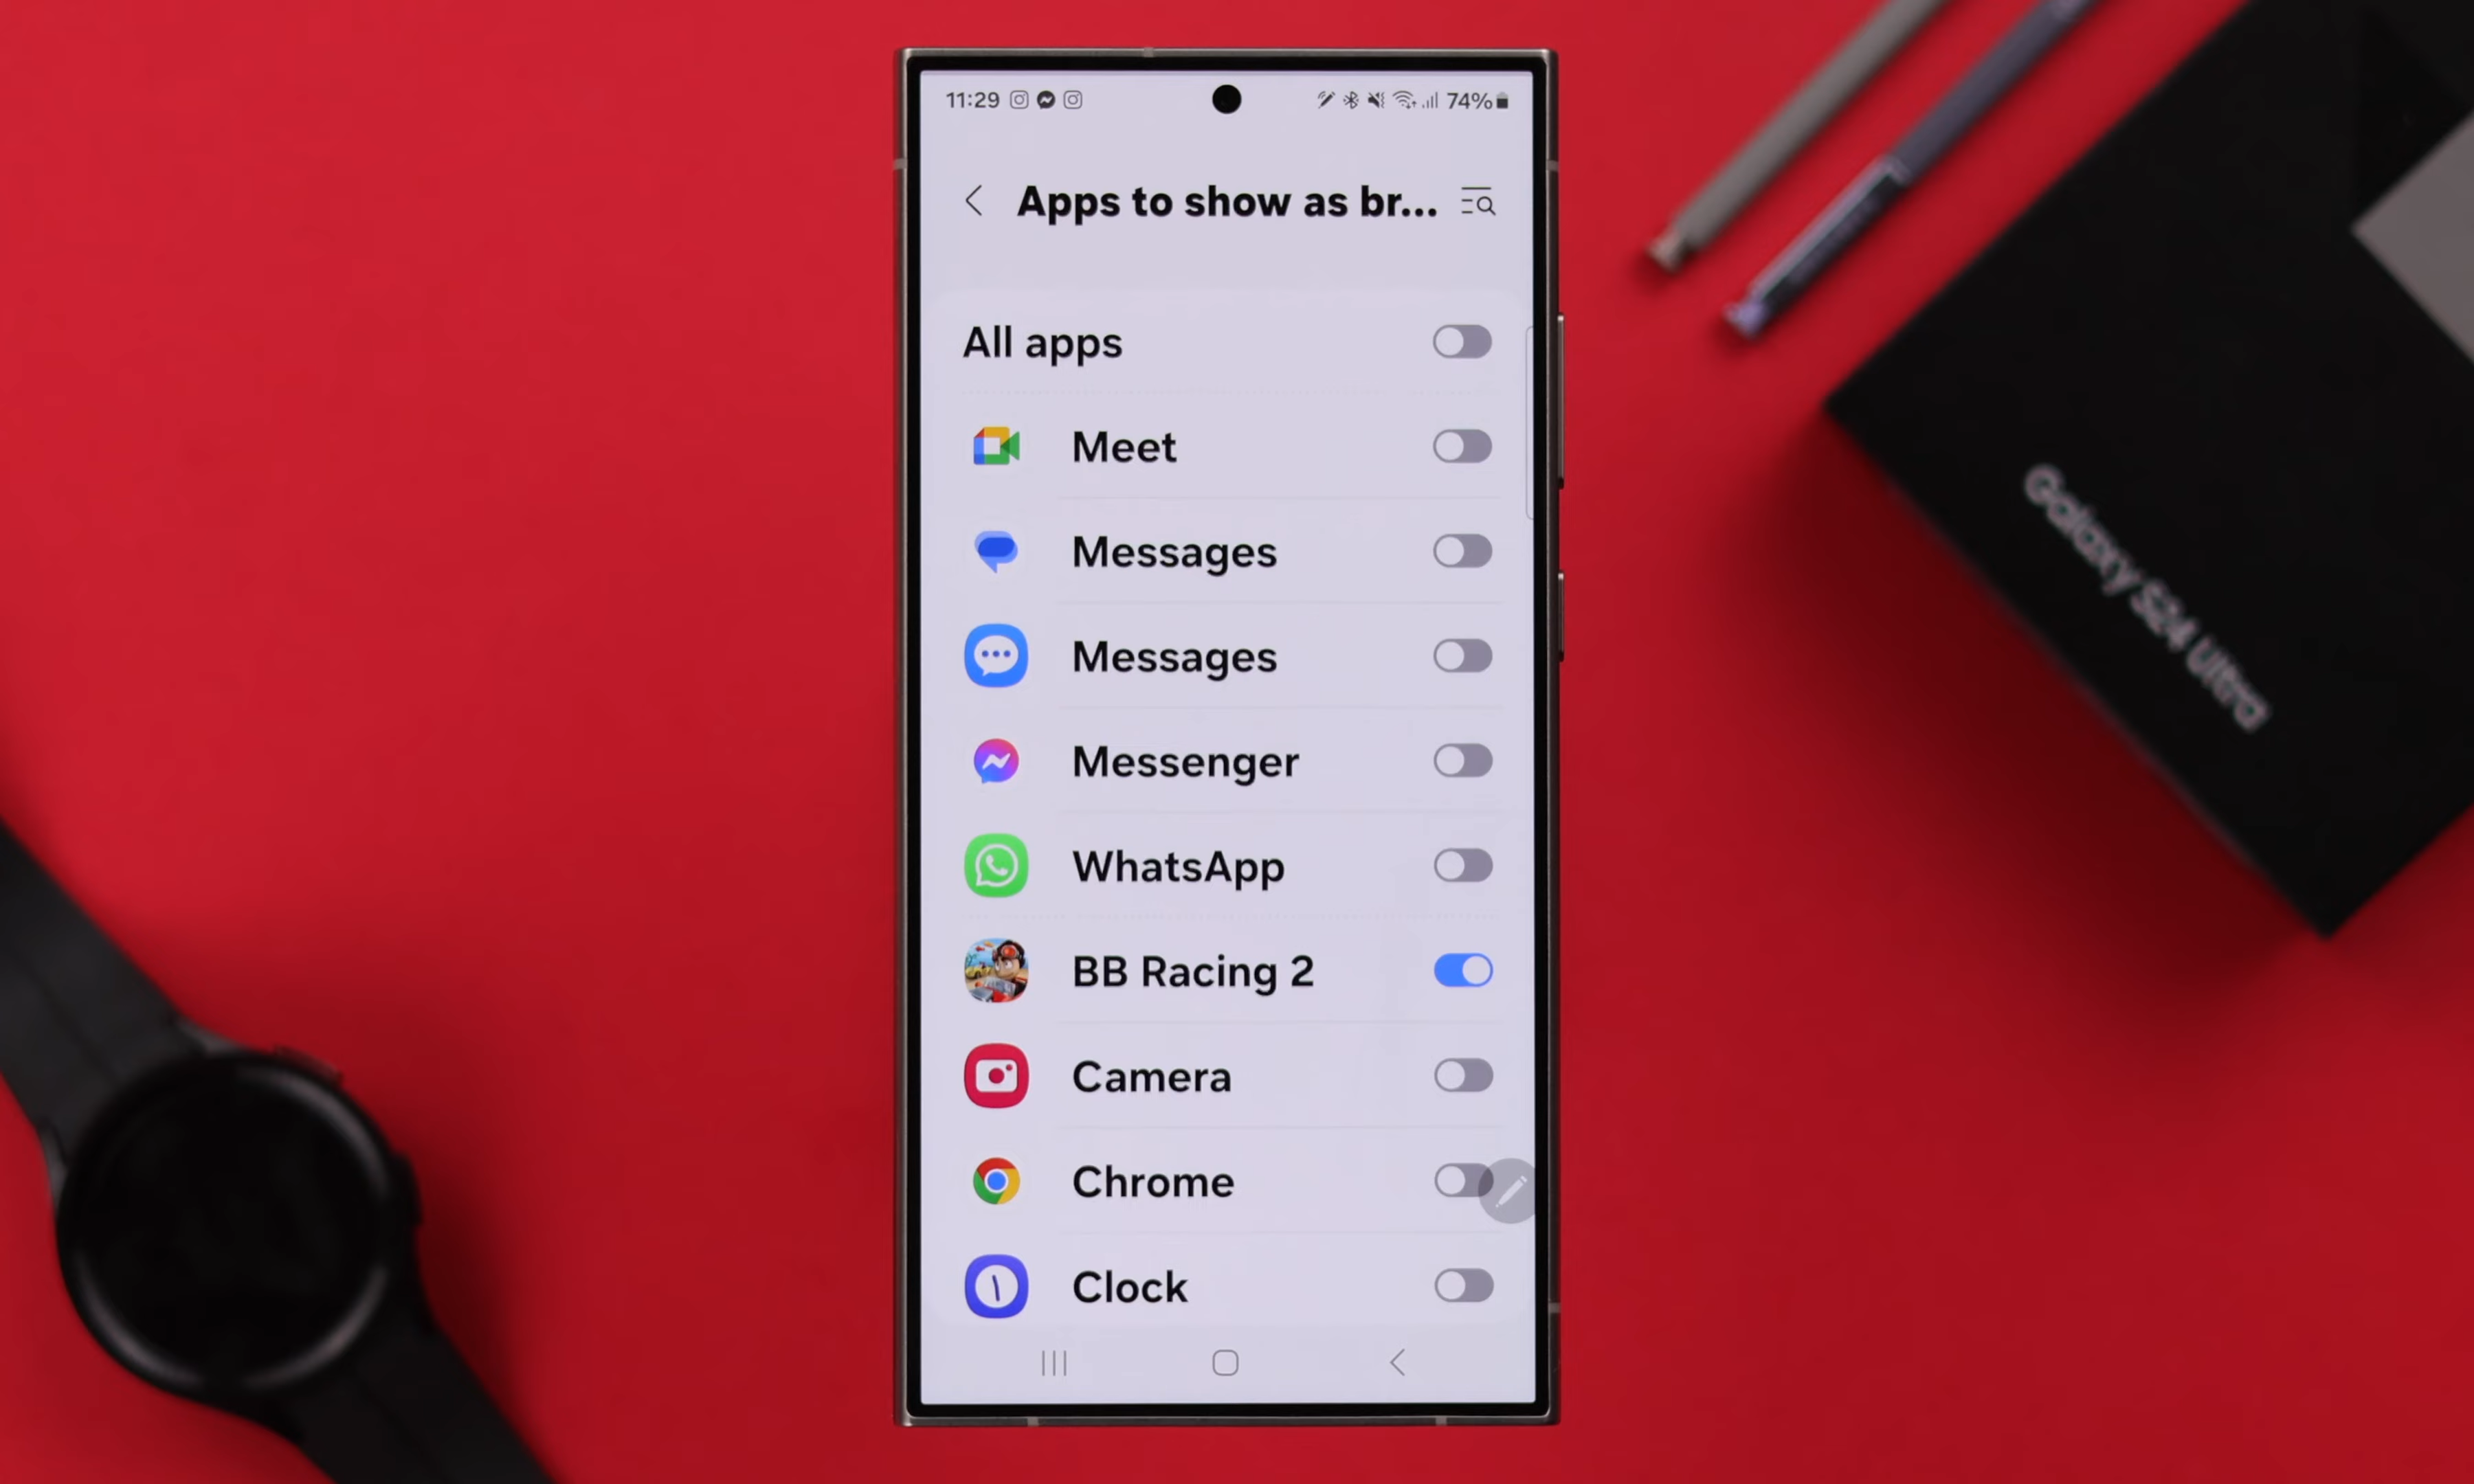 11:29
74%
Apps to show as br...
All apps
Meet
Messages
Messages
Messenger
WhatsApp
BB Racing 2
Camera
Chrome
Clock
Galaxy S24 Ultra